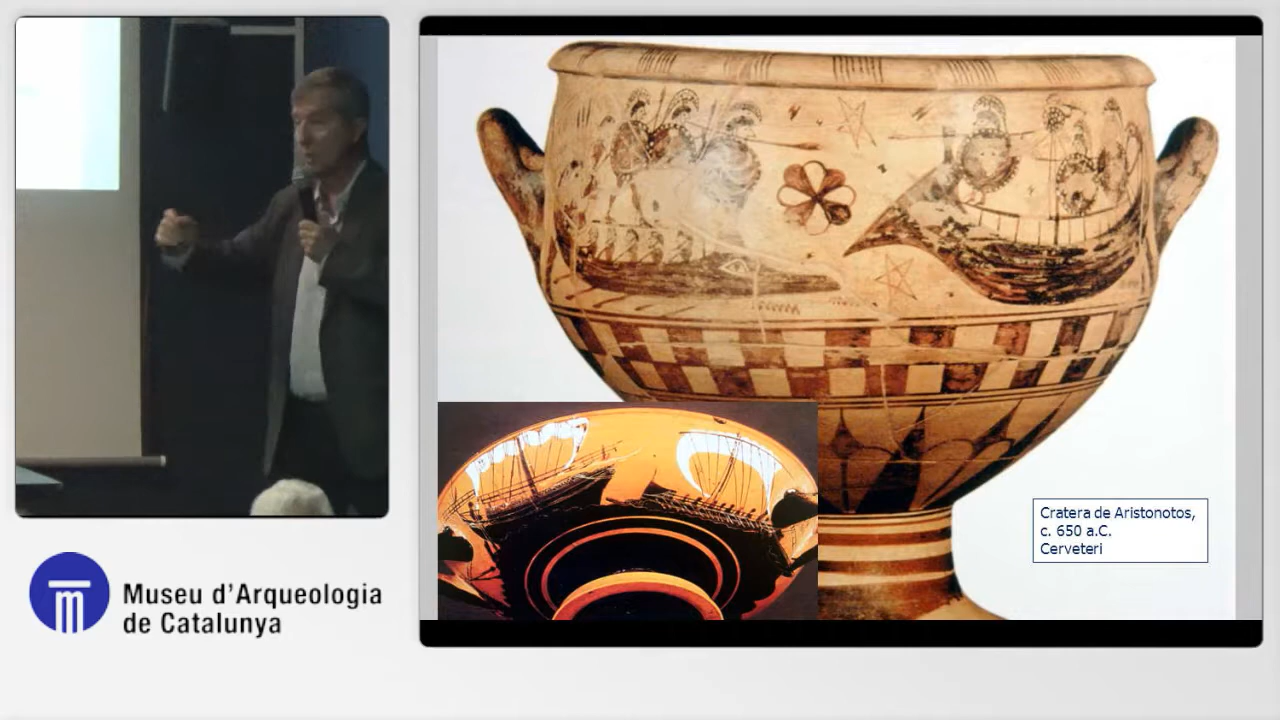 Museu d'Arqueologia
de Catalunya
Cratera de Aristonotos,
c. 650 a.C.
Cerveteri